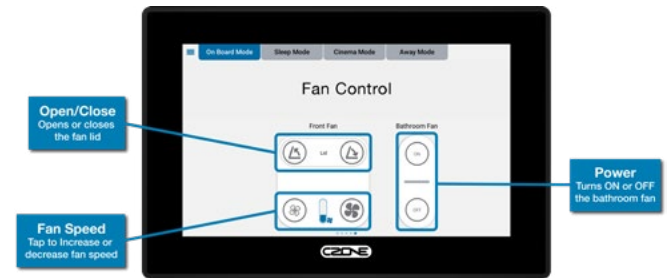 On Board Mode
Sleep Mode
Cinema Mode
Away Mode
Fan Control
Open/Close
Opens or closes
the fan lid
Front Fan
Bathroom Fan
Lid
ON
Power
Turns ON or OFF
the bathroom fan
Fan Speed
Tap to Increase or
decrease fan speed
OFF
CZONE